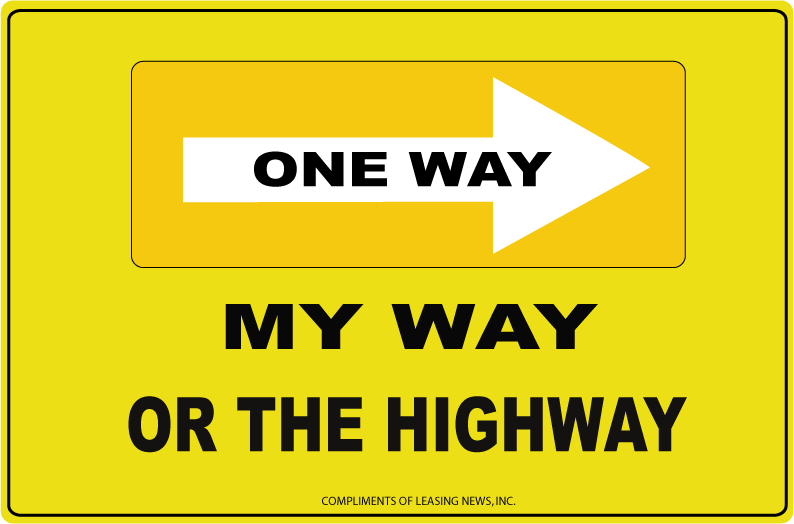 ONE WAY
MY WAY
OR THE HIGHWAY
COMPLIMENTS OF LEASING NEWS, INC.